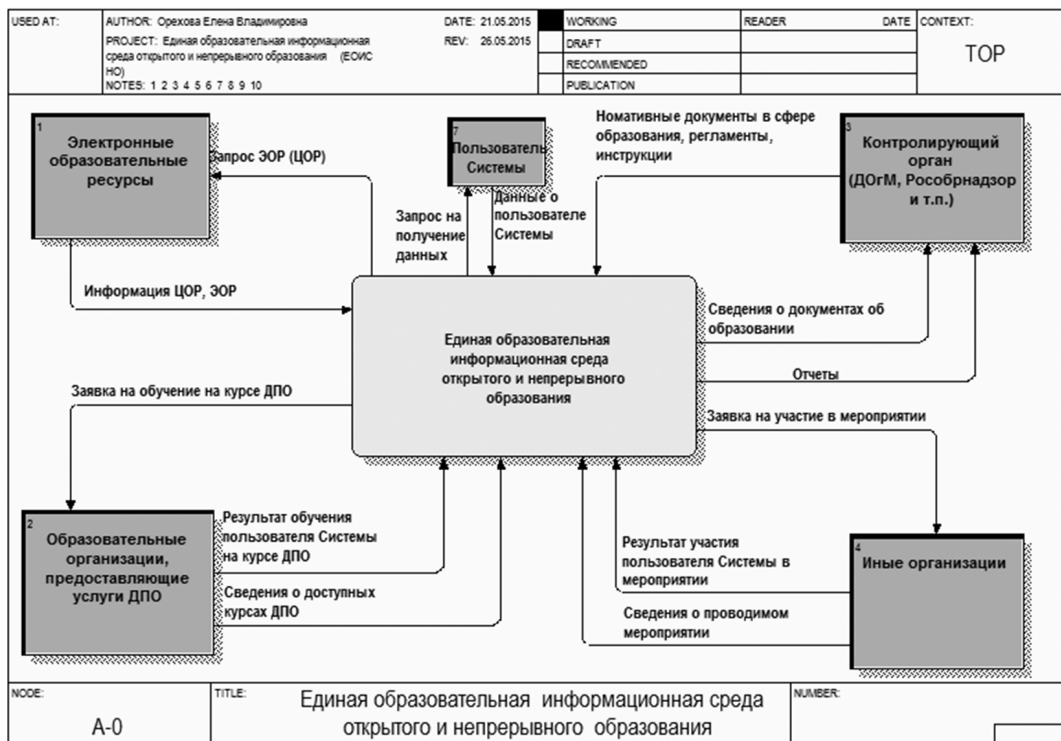 USED AT:
AUTHOR: Орехова Елена Владимировна
DATE: 21.05.2015
PROJECT: Единая образовательная информационная
REV: 26.05.2015
среда открытого и непрерывного образования (ЕОИС
НО)
NOTES: 1 2 3 4 5 6 7 8 9 10
WORKING
DRAFT
RECOMMENDED
PUBLICATION
READER
DATE
CONTEXT:
TOP
1
Электронные
образовательные
ресурсы
Запрос ЭОР (ЦОР)
7
Пользователь
Системы
Номативные документы в сфере
образования, регламенты,
инструкции
3
Контролирующий
орган
(ДОгМ, Рособрнадзор
и т.п.)
Запрос на
получение
данных
Данные о
пользователе
Системы
Информация ЦОР, ЭОР
Сведения о документах об
образовании
Единая образовательная
информационная среда
открытого и непрерывного
образования
Отчеты
Заявка на обучение на курсе ДПО
Заявка на участие в мероприятии
2
Образовательные
организации,
предоставляющие
услуги ДПО
Результат обучения
пользователя Системы
на курсе ДПО
Сведения о доступных
курсах ДПО
Результат участия
пользователя Системы в
мероприятии
Сведения о проводимом
мероприятии
4
Иные организации
NODE:
A-0
TITLE:
Единая образовательная информационная среда
открытого и непрерывного образования
NUMBER: